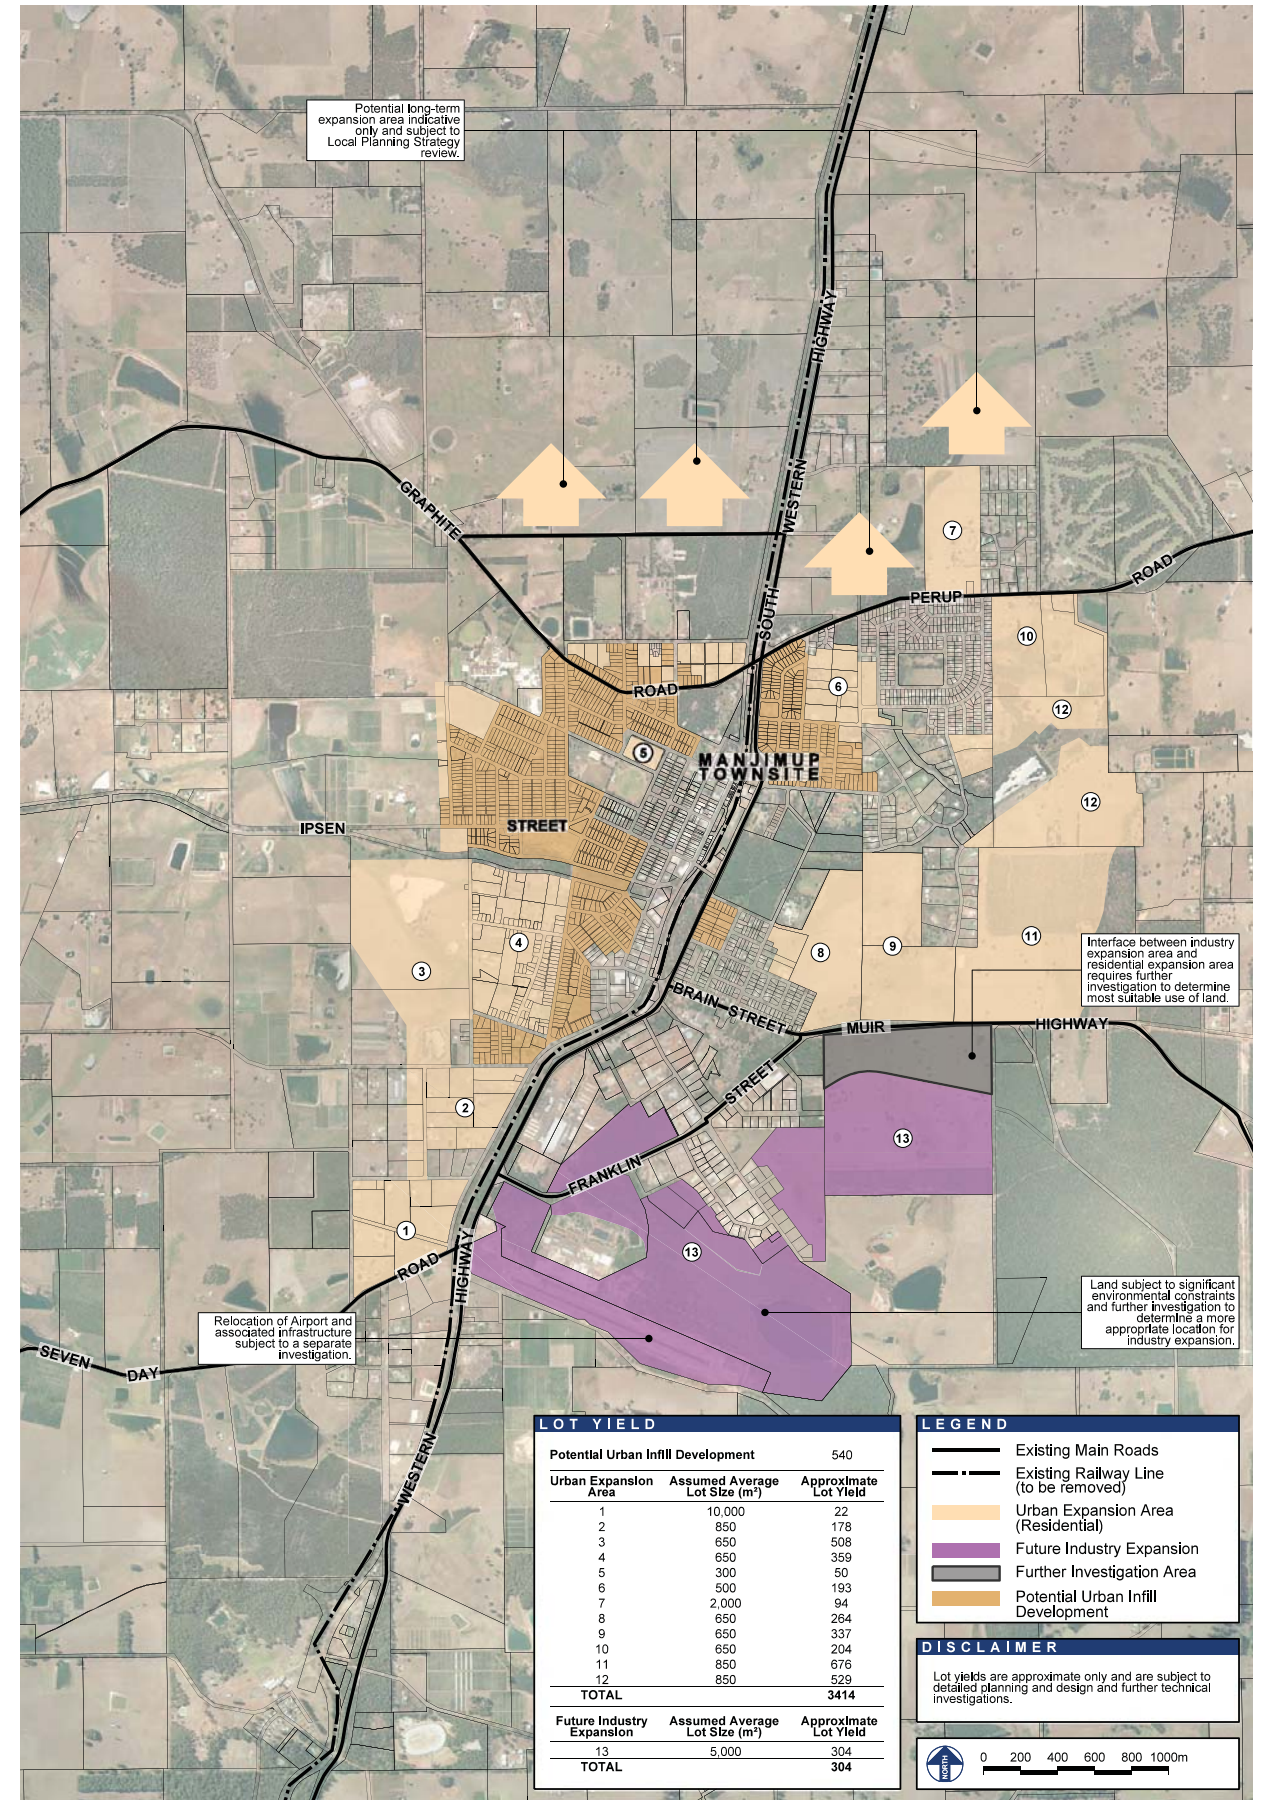 Potential long-term
expansion area indicative
only and subject to
Local Planning Strategy
review.
HIGHWAY
WESTERN
SOUTH
GRAPHITE
ROAD
PERUP
ROAD
7
10
6
12
5
MANJIMUP
TOWNSITE
12
IPSEN
STREET
4
3
8
9
11
Interface between industry
expansion area and
residential expansion area
requires further
investigation to determine
most suitable use of land.
BRAIN STREET
MUIR
HIGHWAY
STREET
FRANKLIN
2
13
1
13
ROAD
HIGHWAY
Land subject to significant
environmental constraints
and further investigation to
determine a more
appropriate location for
industry expansion.
Relocation of Airport and
associated infrastructure
subject to a separate
investigation.
SEVEN
DAY
WESTERN
LOT YIELD
Potential Urban Infill Development 540
Urban Expansion Area Assumed Average Lot Size (m²) Approximate Lot Yield
1 10,000 22
2 850 178
3 650 508
4 650 359
5 300 50
6 500 193
7 2,000 94
8 650 264
9 650 337
10 650 204
11 850 676
12 850 529
TOTAL 3414
Future Industry Expansion Assumed Average Lot Size (m²) Approximate Lot Yield
13 5,000 304
TOTAL 304
LEGEND
Existing Main Roads
Existing Railway Line
(to be removed)
Urban Expansion Area
(Residential)
Future Industry Expansion
Further Investigation Area
Potential Urban Infill
Development
DISCLAIMER
Lot yields are approximate only and are subject to
detailed planning and design and further technical
investigations.
NORTH
0 200 400 600 800 1000m